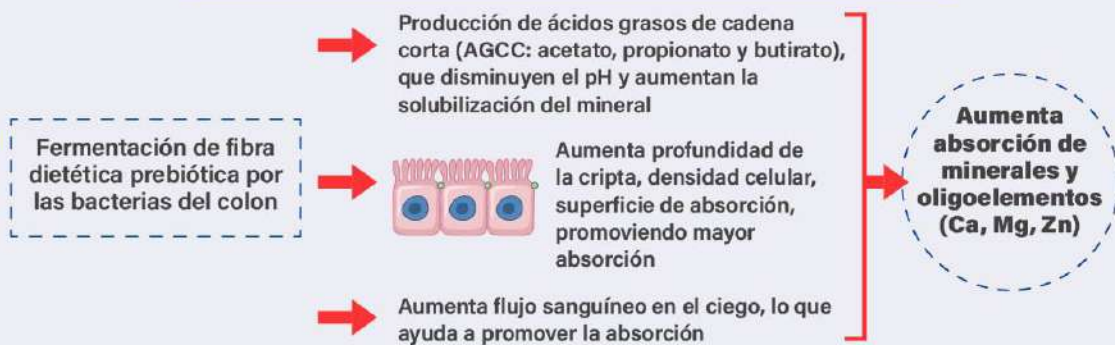 Producción de ácidos grasos de cadena
corta (AGCC: acetato, propionato y butirato),
que disminuyen el pH y aumentan la
solubilización del mineral
Fermentación de fibra
dietética prebiótica por
las bacterias del colon
Aumenta profundidad de
la cripta, densidad celular,
superficie de absorción,
promoviendo mayor
absorción
Aumenta flujo sanguíneo en el ciego, lo que
ayuda a promover la absorción
Aumenta
absorción de
minerales y
oligoelementos
(Ca, Mg, Zn)